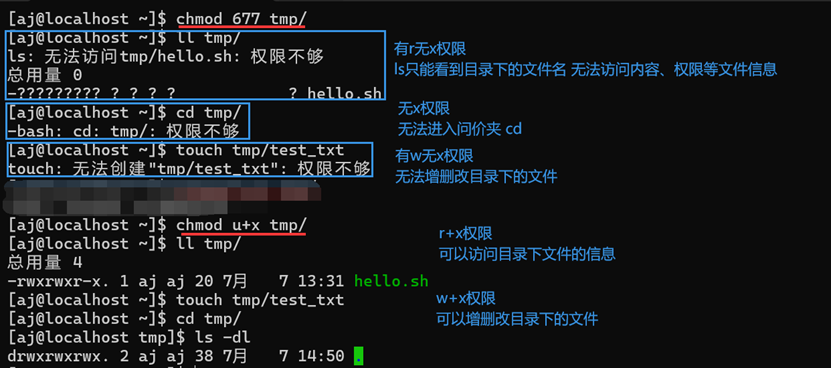 [aj@localhost ~]$ chmod 677 tmp/
[aj@localhost ~]$ ll tmp/
ls: 无法访问tmp/hello.sh: 权限不够
总用量 0
-????????? ? ? ? ? ? hello.sh
有r无x权限
ls只能看到目录下的文件名 无法访问内容、权限等文件信息
[aj@localhost ~]$ cd tmp/
-bash: cd: tmp/: 权限不够
无x权限
无法进入问价夹 cd
[aj@localhost ~]$ touch tmp/test_txt
touch: 无法创建"tmp/test_txt": 权限不够
有w无x权限
无法增删改目录下的文件
[aj@localhost ~]$ chmod u+x tmp/
[aj@localhost ~]$ ll tmp/
总用量 4
-rwxrwxr-x. 1 aj aj 20 7月 7 13:31 hello.sh
r+x权限
可以访问目录下文件的信息
[aj@localhost ~]$ touch tmp/test_txt
[aj@localhost ~]$ cd tmp/
w+x权限
可以增删改目录下的文件
[aj@localhost tmp]$ ls -dl
drwxrwxrwx. 2 aj aj 38 7月 7 14:50 .